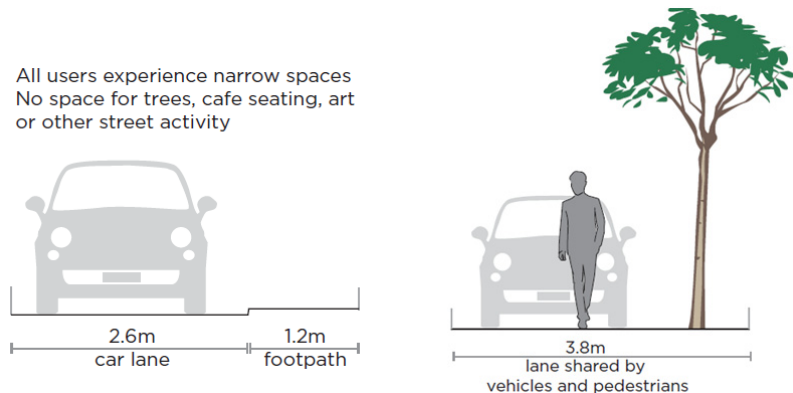 All users experience narrow spaces
No space for trees, cafe seating, art
or other street activity
2.6m
car lane
1.2m
footpath
3.8m
lane shared by
vehicles and pedestrians